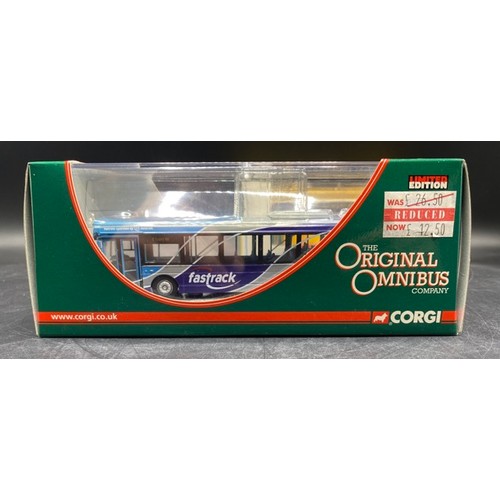 LIMITED
EDITION
WAS £ 26.50
REDUCED
NOW £ 12.50
THE
ORIGINAL
OMNIBUS
COMPANY
fastrack
www.corgi.co.uk
CORGI